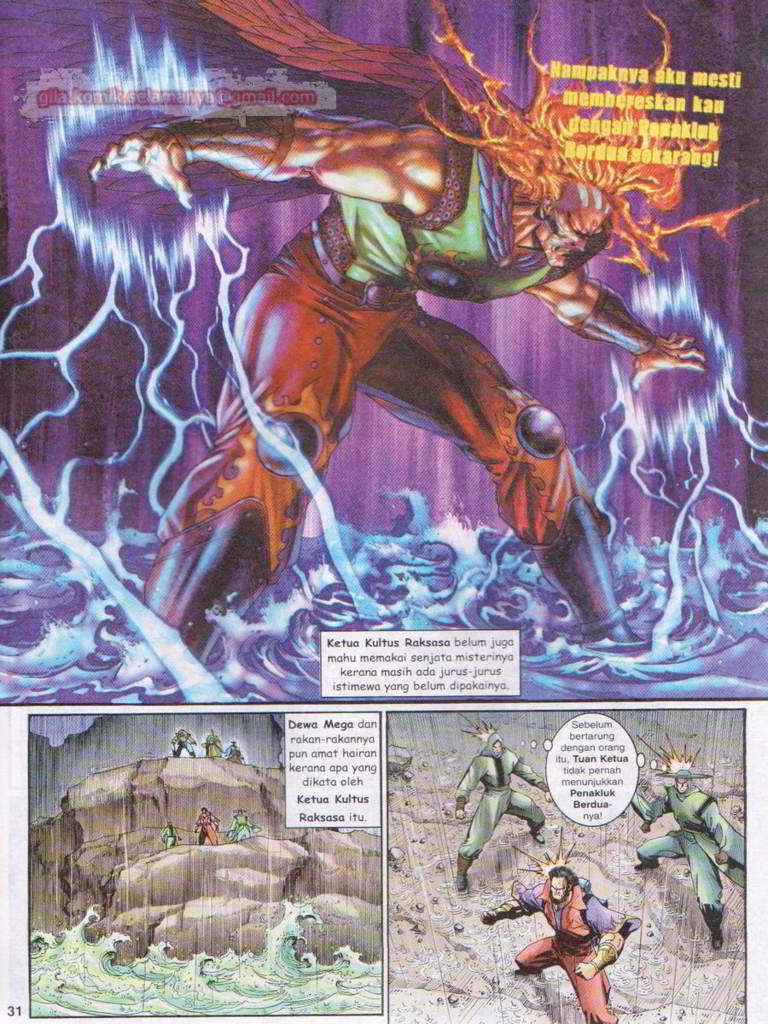 gila.komik.selamanya@gmail.com
Nampaknya aku mesti
membereskan kau
dengan Penakluk
Berdua sekarang!
Ketua Kultus Raksasa belum juga
mahu memakai senjata misterinya
kerana masih ada jurus-jurus
istimewa yang belum dipakainya.
Dewa Mega dan
rakan-rakannya
pun amat hairan
kerana apa yang
dikata oleh
Ketua Kultus
Raksasa itu.
Sebelum
bertarung
dengan orang
itu, Tuan Ketua
tidak pernah
menunjukkan
Penakluk
Berdua-
nya!
31